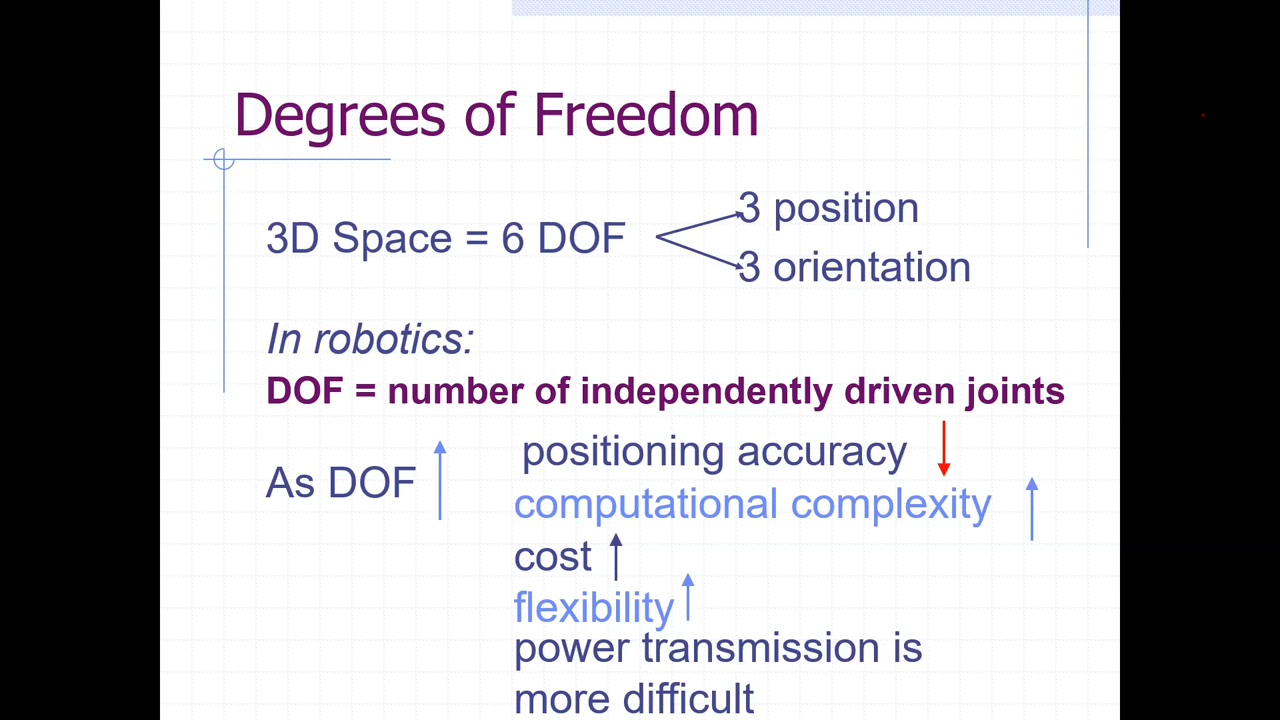 Degrees of Freedom
3 position
3D Space = 6 DOF
3 orientation
In robotics:
DOF = number of independently driven joints
positioning accuracy
As DOF
computational complexity
cost
flexibility
power transmission is
more difficult